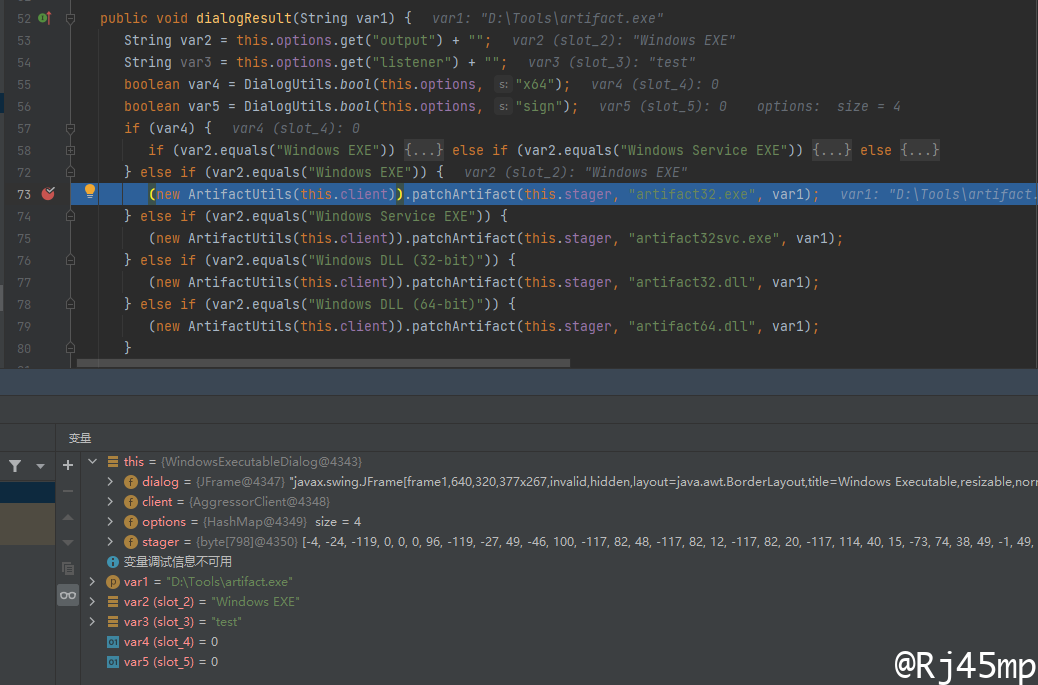 52 public void dialogResult(String var1) { var1: "D:\Tools\artifact.exe"
53 String var2 = this.options.get("output") + ""; var2 (slot_2): "Windows EXE"
54 String var3 = this.options.get("listener") + ""; var3 (slot_3): "test"
55 boolean var4 = DialogUtils.bool(this.options, s: "x64"); var4 (slot_4): 0
56 boolean var5 = DialogUtils.bool(this.options, s: "sign"); var5 (slot_5): 0 options: size = 4
57 if (var4) { var4 (slot_4): 0
58 if (var2.equals("Windows EXE")) {...} else if (var2.equals("Windows Service EXE")) {...} else {...}
72 } else if (var2.equals("Windows EXE")) { var2 (slot_2): "Windows EXE"
73 (new ArtifactUtils(this.client)).patchArtifact(this.stager, "artifact32.exe", var1); var1: "D:\Tools\artifact.
74 } else if (var2.equals("Windows Service EXE")) {
75 (new ArtifactUtils(this.client)).patchArtifact(this.stager, "artifact32svc.exe", var1);
76 } else if (var2.equals("Windows DLL (32-bit)")) {
77 (new ArtifactUtils(this.client)).patchArtifact(this.stager, "artifact32.dll", var1);
78 } else if (var2.equals("Windows DLL (64-bit)")) {
79 (new ArtifactUtils(this.client)).patchArtifact(this.stager, "artifact64.dll", var1);
80 }
变量
this = {WindowsExecutableDialog@4343}
f dialog = {JFrame@4347} "javax.swing.JFrame[frame1,640,320,377x267,invalid,hidden,layout=java.awt.BorderLayout,title=Windows Executable,resizable,norm
f client = {AggressorClient@4348}
f options = {HashMap@4349} size = 4
f stager = {byte[798]@4350} [-4, -24, -119, 0, 0, 0, 96, -119, -27, 49, -46, 100, -117, 82, 48, -117, 82, 12, -117, 82, 20, -117, 114, 40, 15, -73, 74, 38, 49, -1, 49,
变量调试信息不可用
p var1 = "D:\Tools\artifact.exe"
var2 (slot_2) = "Windows EXE"
var3 (slot_3) = "test"
01 var4 (slot_4) = 0
01 var5 (slot_5) = 0
@Rj45mp